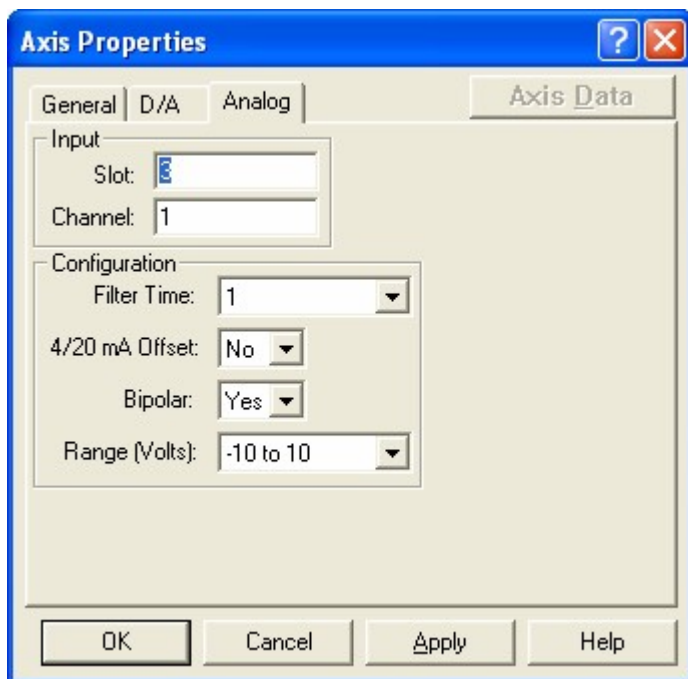 Axis Properties
General D/A Analog Axis Data
Input
Slot: 3
Channel: 1
Configuration
Filter Time: 1
4/20 mA Offset: No
Bipolar: Yes
Range (Volts): -10 to 10
OK Cancel Apply Help